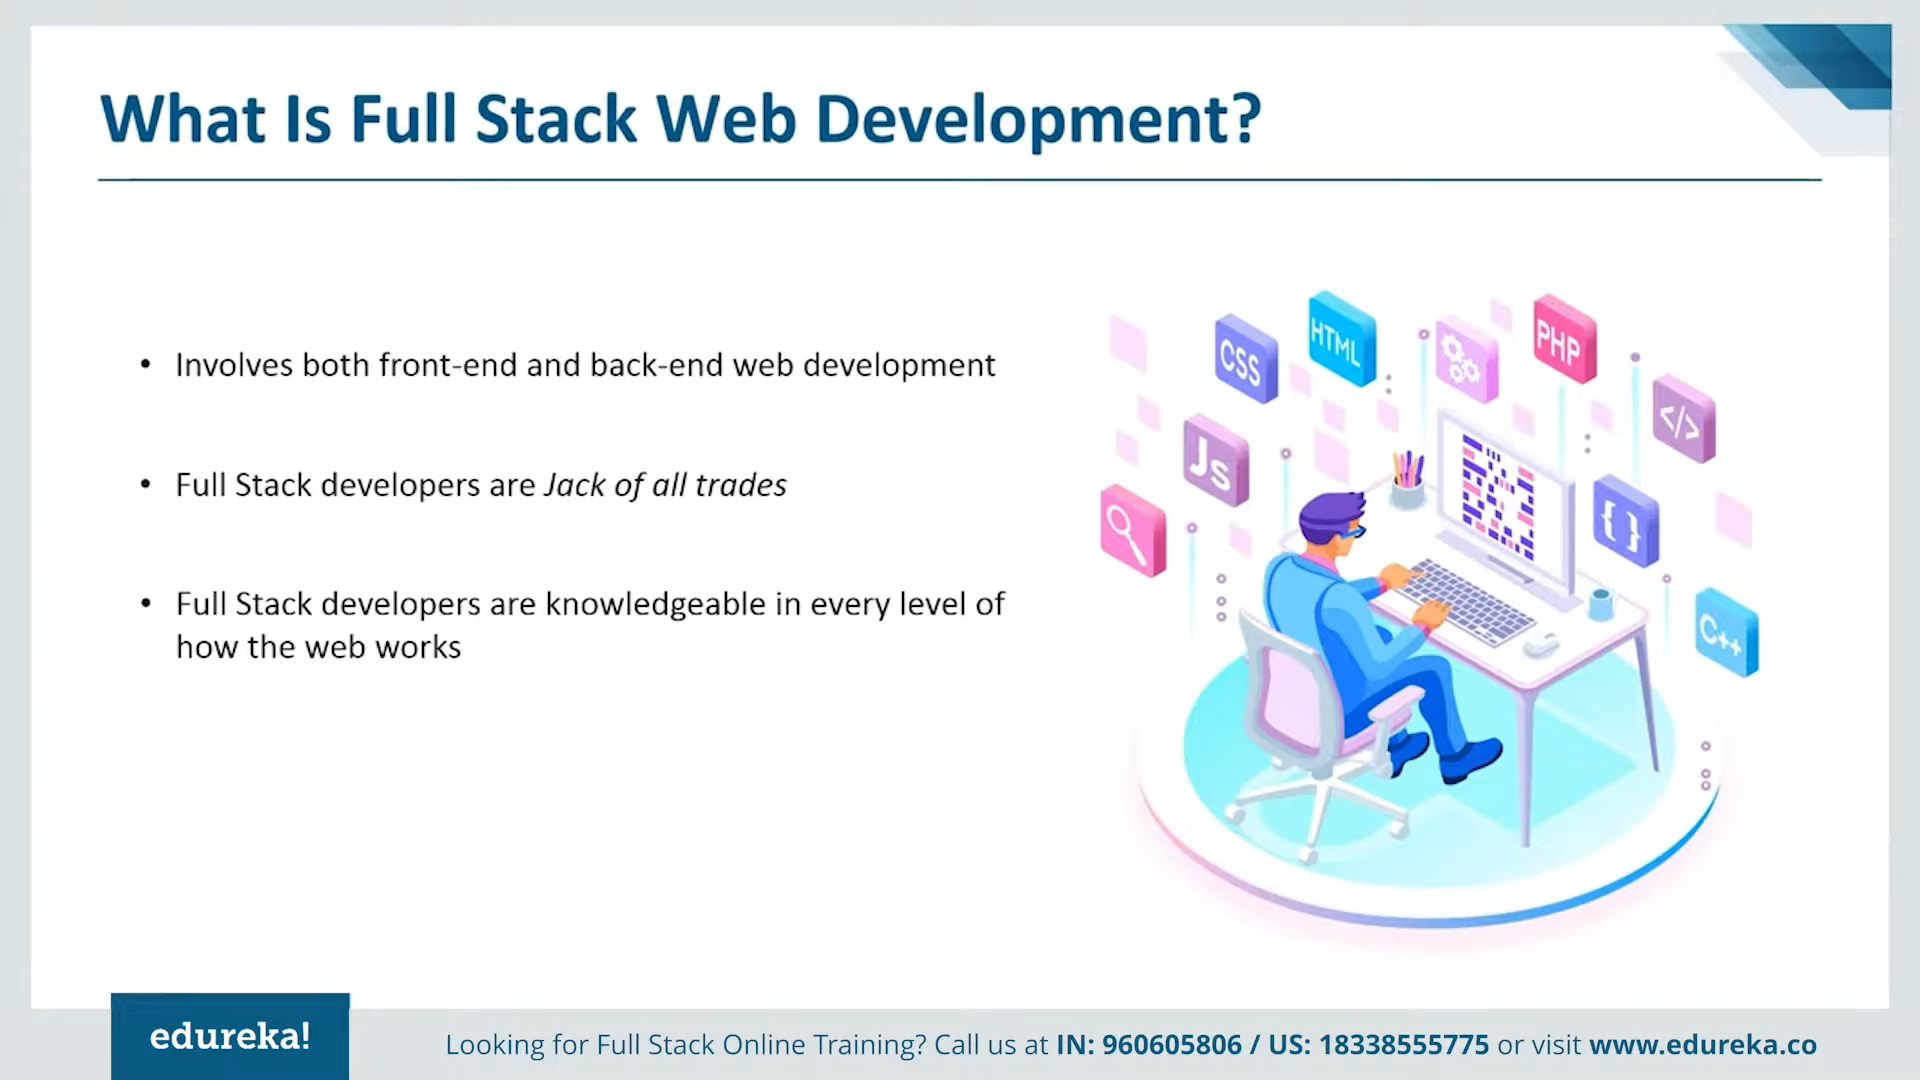 What Is Full Stack Web Development?
• Involves both front-end and back-end web development
• Full Stack developers are Jack of all trades
• Full Stack developers are knowledgeable in every level of
how the web works
HTML
PHP
CSS
</>
Js
{ }
C++
edureka!
Looking for Full Stack Online Training? Call us at IN: 960605806 / US: 18338555775 or visit www.edureka.co